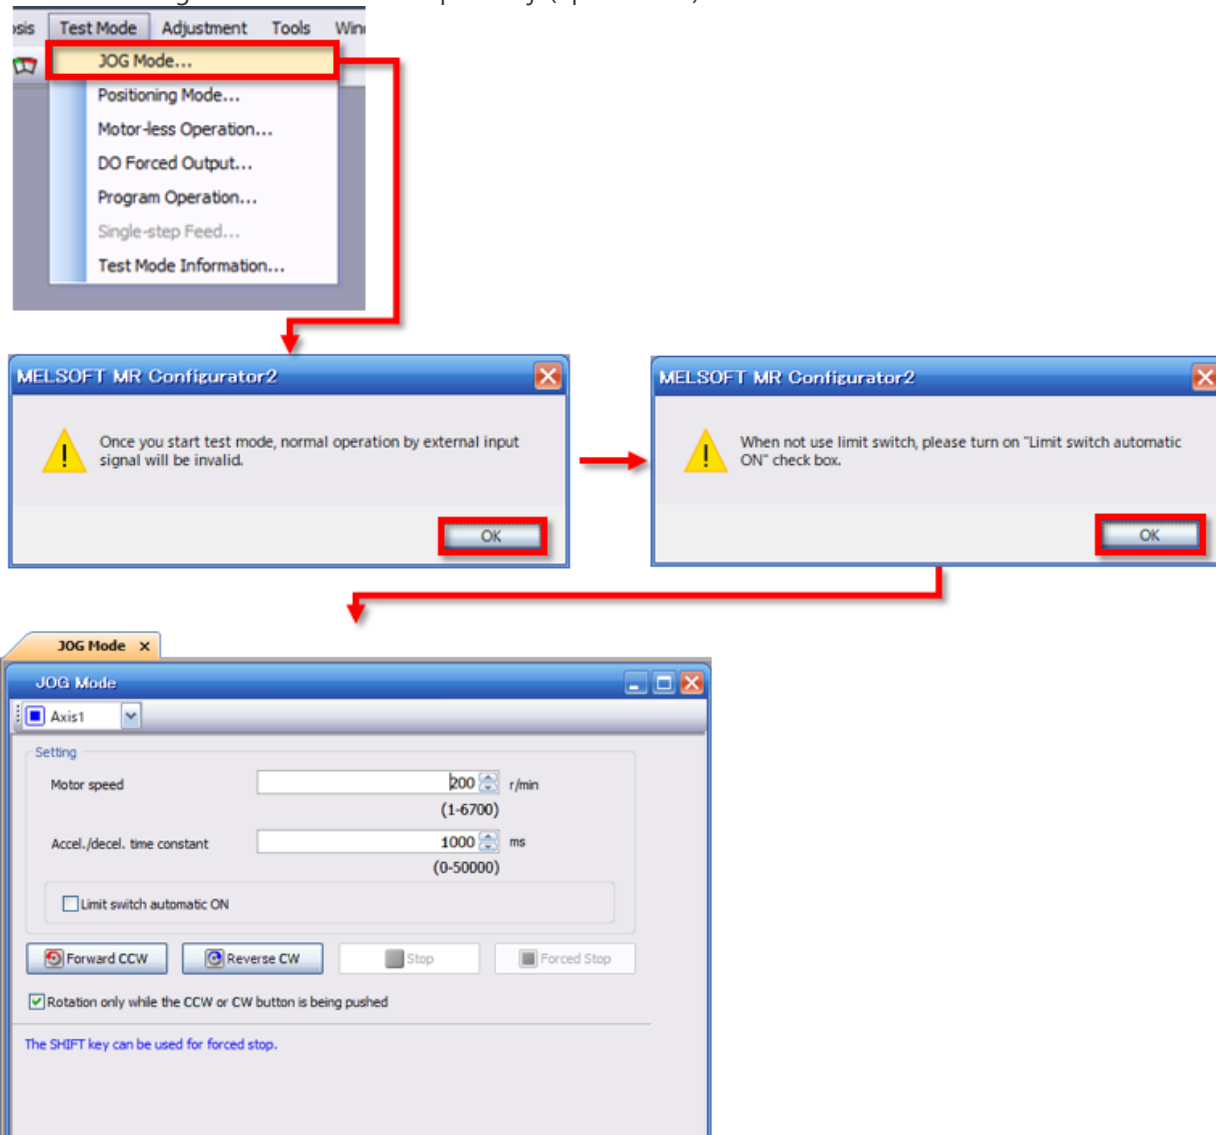 sis Test Mode Adjustment Tools
JOG Mode...
Positioning Mode...
Motor-less Operation...
DO Forced Output...
Program Operation...
Single-step Feed...
Test Mode Information...
MELSOFT MR Configurator2
Once you start test mode, normal operation by external input
signal will be invalid.
OK
MELSOFT MR Configurator2
When not use limit switch, please turn on "Limit switch automatic
ON" check box.
OK
JOG Mode x
JOG Mode
Axis1
Setting
Motor speed 200 r/min
(1-6700)
Accel./decel. time constant 1000 ms
(0-50000)
Limit switch automatic ON
Forward CCW Reverse CW Stop Forced Stop
Rotation only while the CCW or CW button is being pushed
The SHIFT key can be used for forced stop.